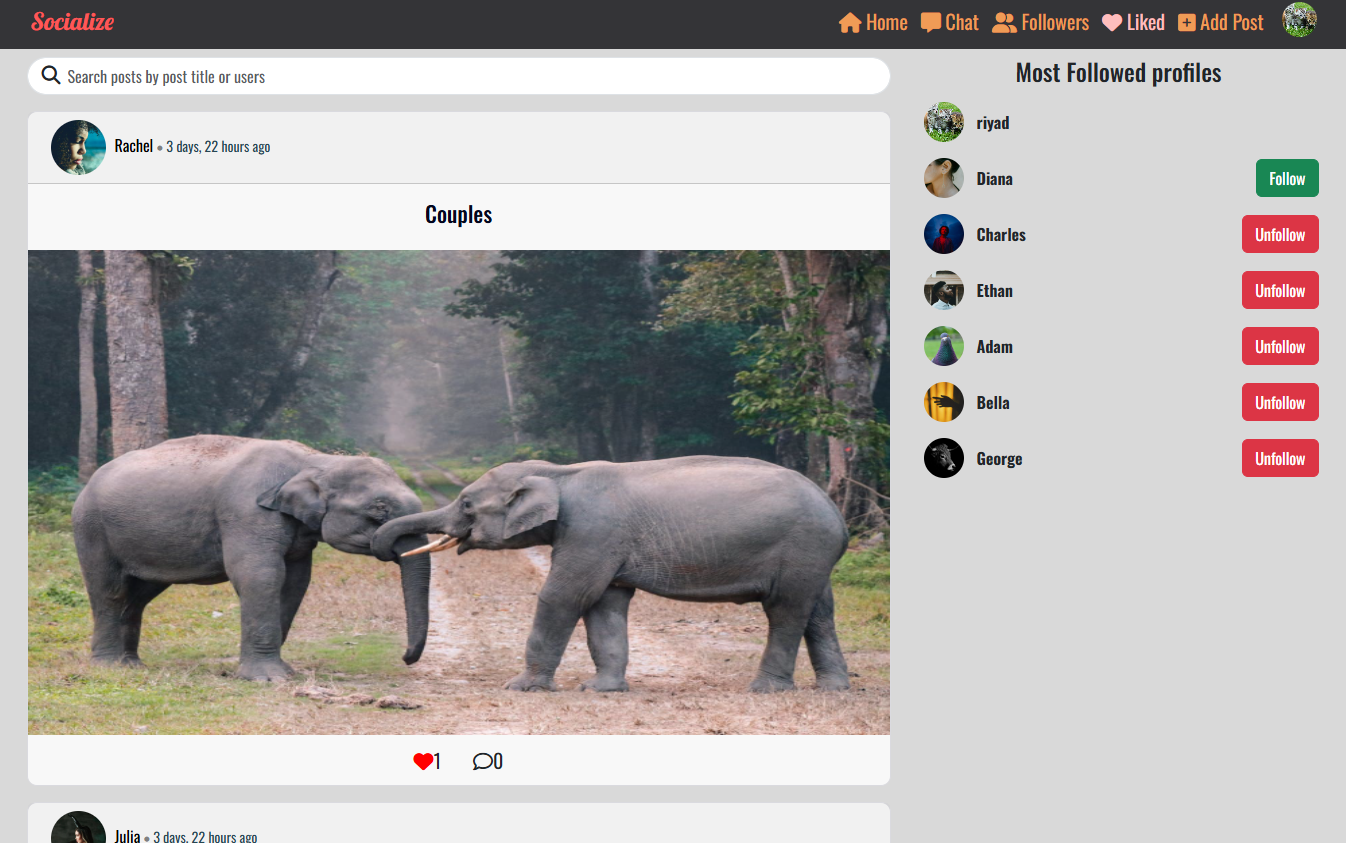 Socialize
Home Chat Followers Liked Add Post
Search posts by post title or users
Rachel • 3 days, 22 hours ago
Couples
1 0
Julia • 3 days, 22 hours ago
Most Followed profiles
riyad
Diana Follow
Charles Unfollow
Ethan Unfollow
Adam Unfollow
Bella Unfollow
George Unfollow